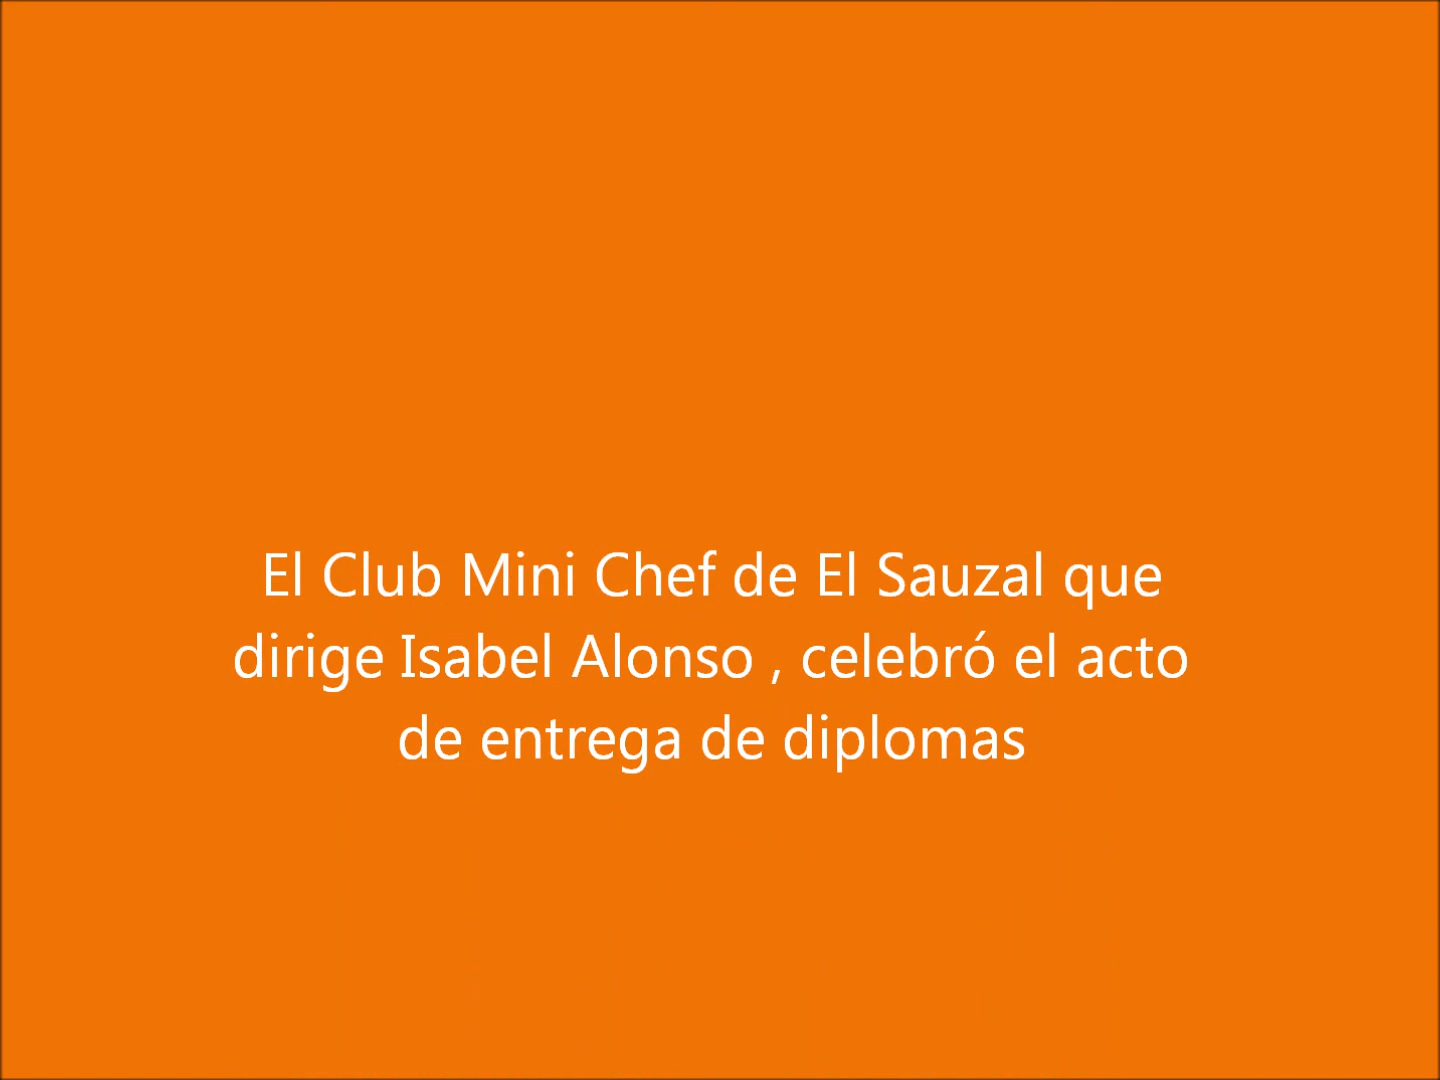 El Club Mini Chef de El Sauzal que
dirige Isabel Alonso , celebró el acto
de entrega de diplomas